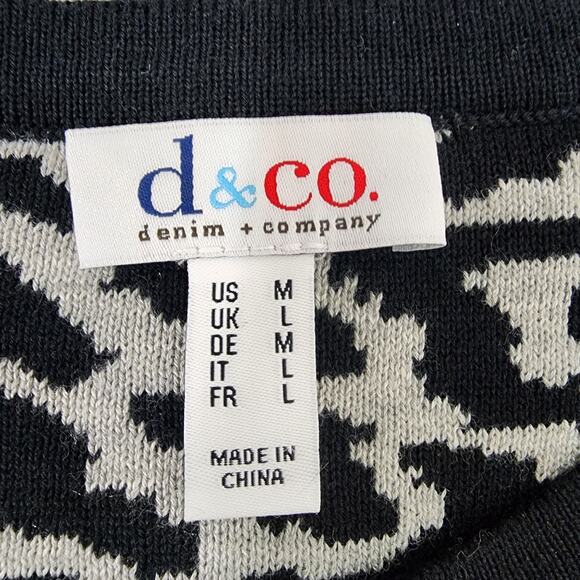 d&co.
denim + company
US M
UK L
DE M
IT L
FR L
MADE IN
CHINA